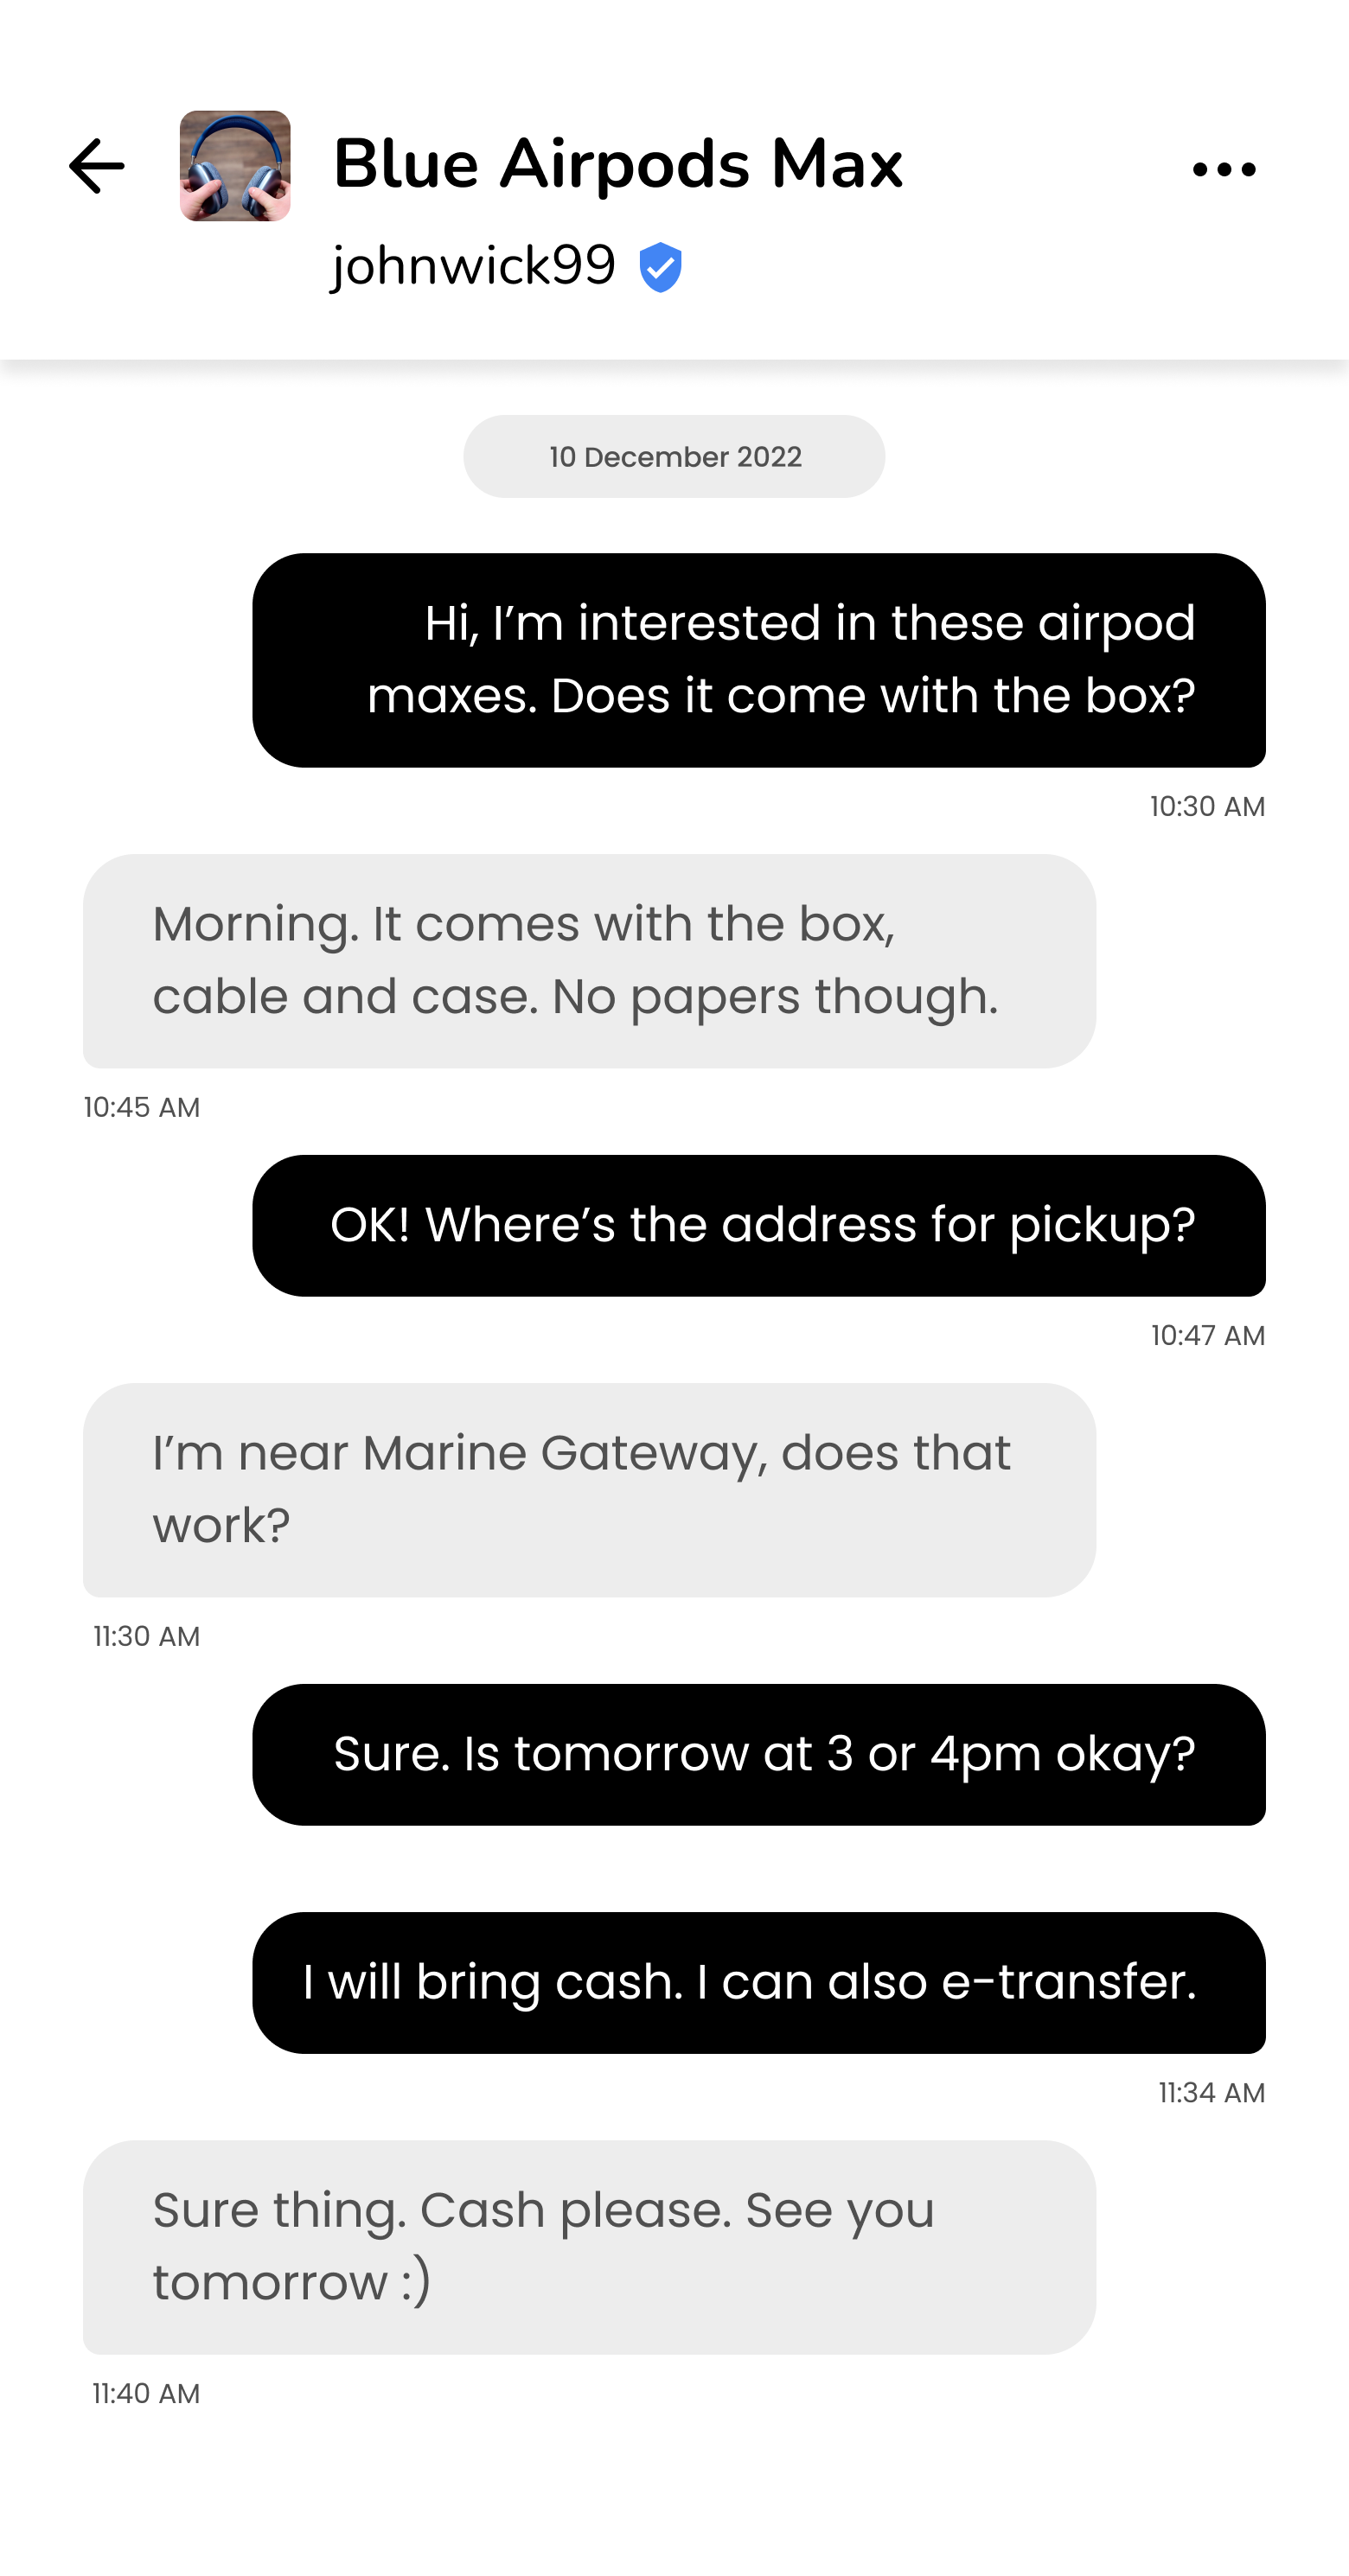 Blue Airpods Max
johnwick99
10 December 2022
Hi, I’m interested in these airpod
maxes. Does it come with the box?
10:30 AM
Morning. It comes with the box,
cable and case. No papers though.
10:45 AM
OK! Where’s the address for pickup?
10:47 AM
I’m near Marine Gateway, does that
work?
11:30 AM
Sure. Is tomorrow at 3 or 4pm okay?
I will bring cash. I can also e-transfer.
11:34 AM
Sure thing. Cash please. See you
tomorrow :)
11:40 AM